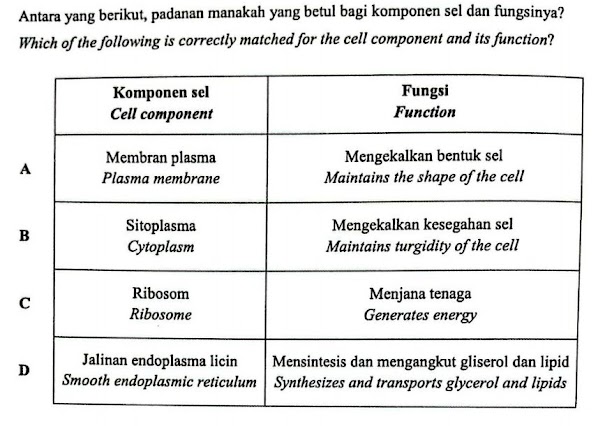 Antara yang berikut, padanan manakah yang betul bagi komponen sel dan fungsinya?
Which of the following is correctly matched for the cell component and its function?
Komponen sel
Cell component
Fungsi
Function
A
Membran plasma
Plasma membrane
Mengekalkan bentuk sel
Maintains the shape of the cell
B
Sitoplasma
Cytoplasm
Mengekalkan kesegahan sel
Maintains turgidity of the cell
C
Ribosom
Ribosome
Menjana tenaga
Generates energy
D
Jalinan endoplasma licin
Smooth endoplasmic reticulum
Mensintesis dan mengangkut gliserol dan lipid
Synthesizes and transports glycerol and lipids